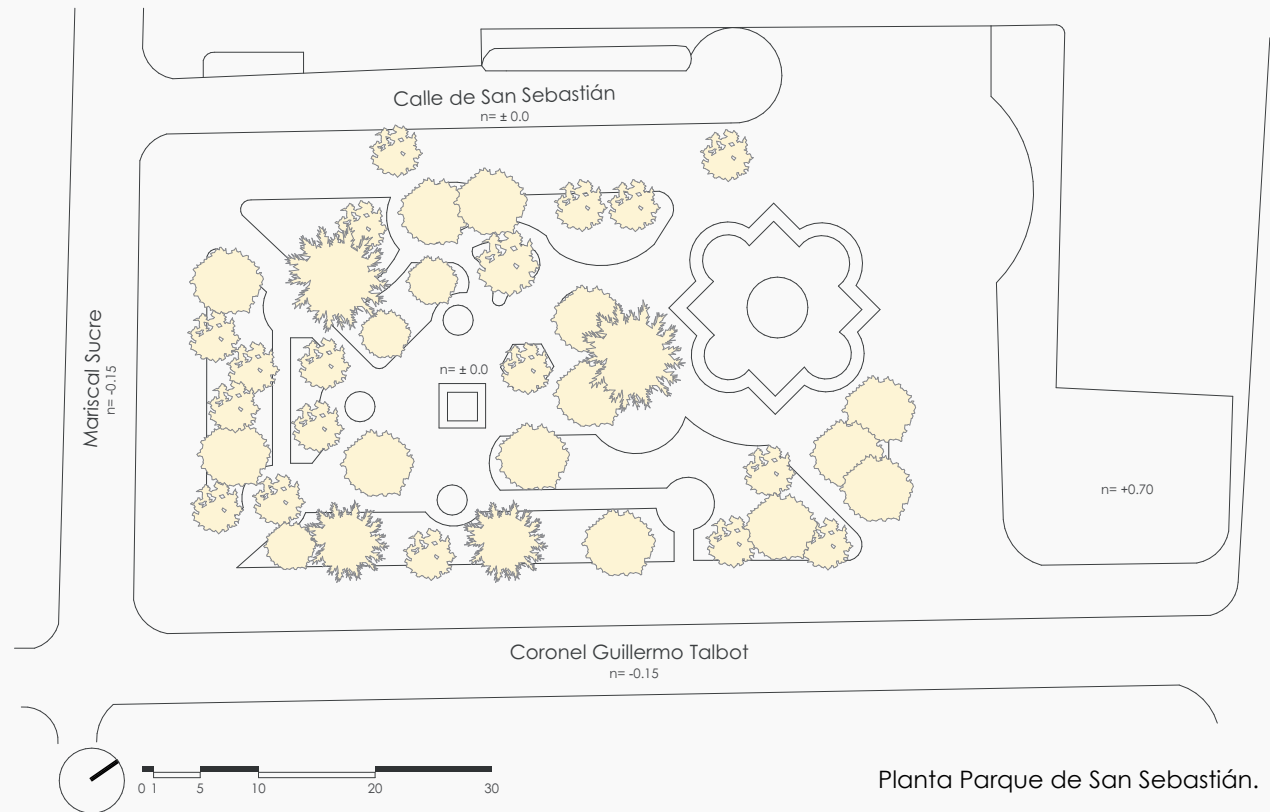 Calle de San Sebastián
n= ± 0.0
Mariscal Sucre
n= -0.15
n= ± 0.0
n= +0.70
Coronel Guillermo Talbot
n= -0.15
0 1 5 10 20 30
Planta Parque de San Sebastián.